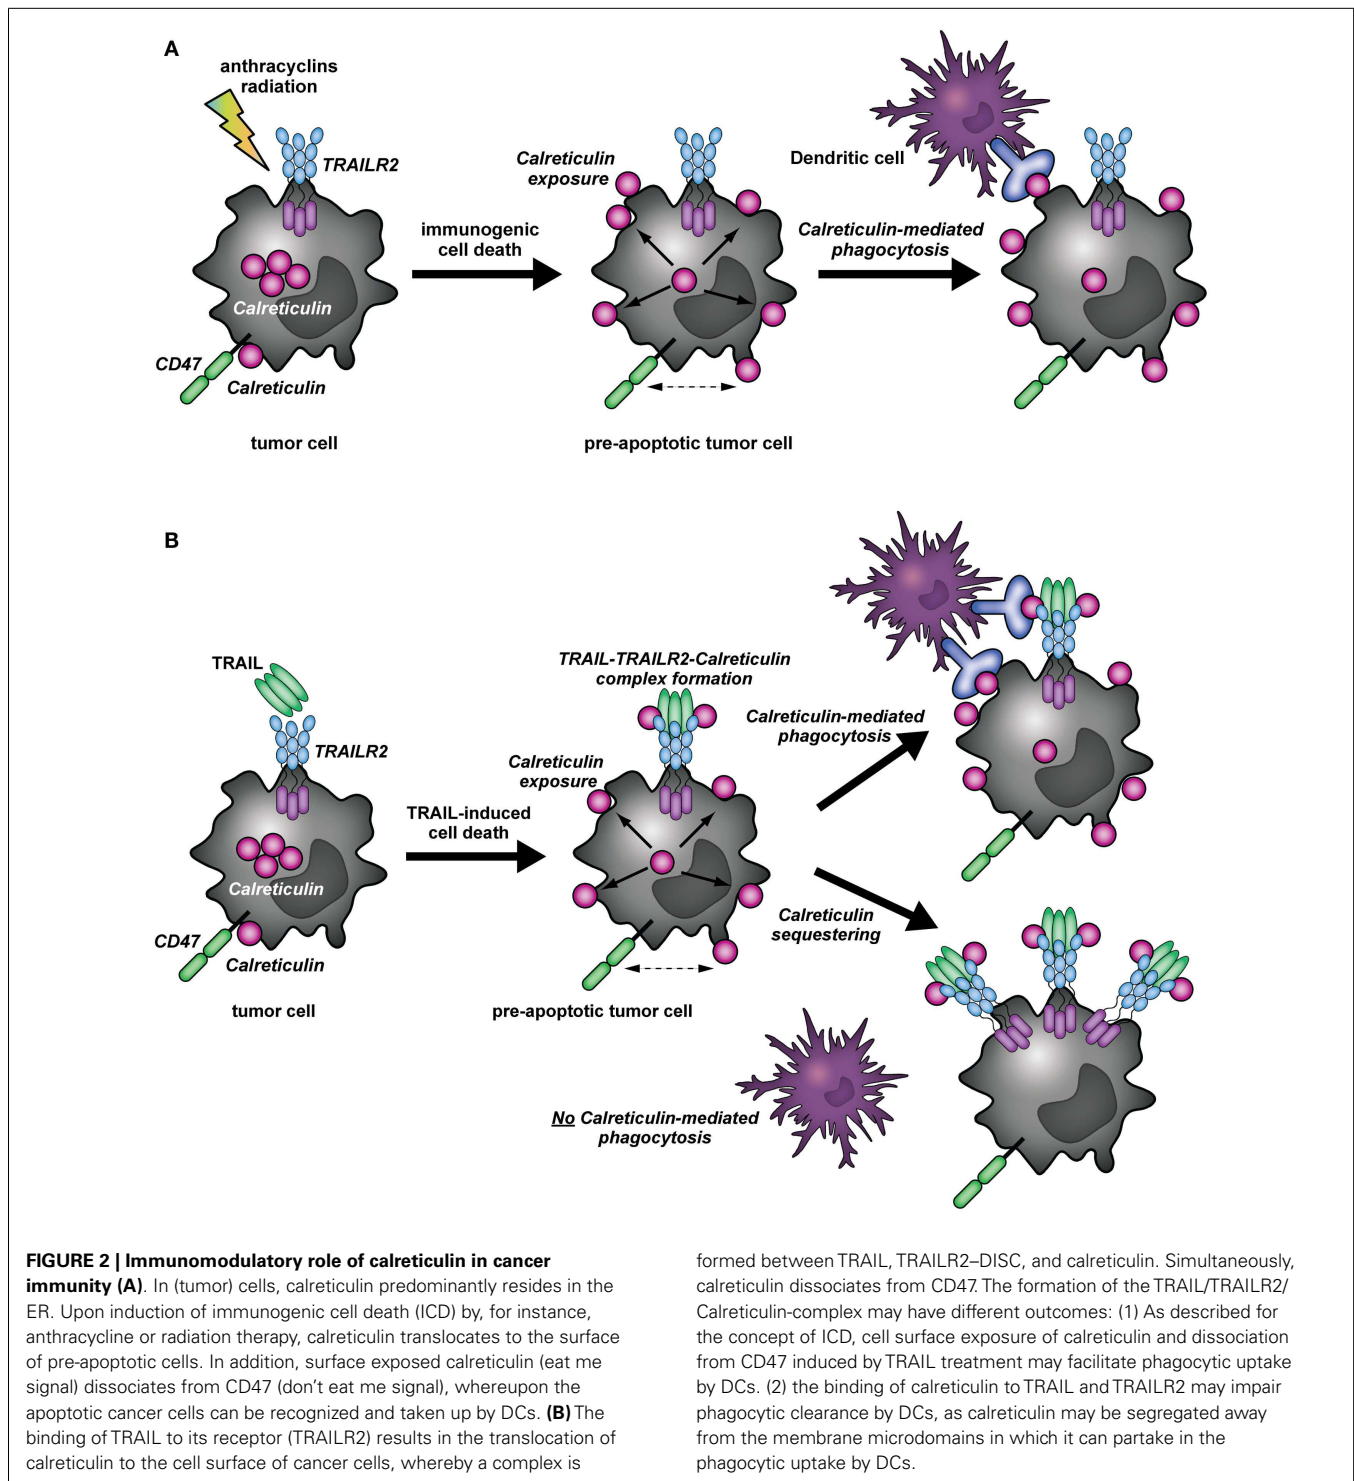 A
anthracyclins
radiation
TRAILR2
Calreticulin
exposure
Dendritic cell
immunogenic
cell death
Calreticulin-mediated
phagocytosis
Calreticulin
CD47
Calreticulin
tumor cell
pre-apoptotic tumor cell
B
TRAIL
TRAILR2
TRAIL-TRAILR2-Calreticulin
complex formation
Calreticulin
exposure
Calreticulin-mediated
phagocytosis
TRAIL-induced
cell death
Calreticulin
CD47
Calreticulin
Calreticulin
sequestering
tumor cell
pre-apoptotic tumor cell
No Calreticulin-mediated
phagocytosis
FIGURE 2 | Immunomodulatory role of calreticulin in cancer
immunity (A). In (tumor) cells, calreticulin predominantly resides in the
ER. Upon induction of immunogenic cell death (ICD) by, for instance,
anthracycline or radiation therapy, calreticulin translocates to the surface
of pre-apoptotic cells. In addition, surface exposed calreticulin (eat me
signal) dissociates from CD47 (don't eat me signal), whereupon the
apoptotic cancer cells can be recognized and taken up by DCs. (B) The
binding of TRAIL to its receptor (TRAILR2) results in the translocation of
calreticulin to the cell surface of cancer cells, whereby a complex is
formed between TRAIL, TRAILR2–DISC, and calreticulin. Simultaneously,
calreticulin dissociates from CD47. The formation of the TRAIL/TRAILR2/
Calreticulin-complex may have different outcomes: (1) As described for
the concept of ICD, cell surface exposure of calreticulin and dissociation
from CD47 induced by TRAIL treatment may facilitate phagocytic uptake
by DCs. (2) the binding of calreticulin to TRAIL and TRAILR2 may impair
phagocytic clearance by DCs, as calreticulin may be segregated away
from the membrane microdomains in which it can partake in the
phagocytic uptake by DCs.